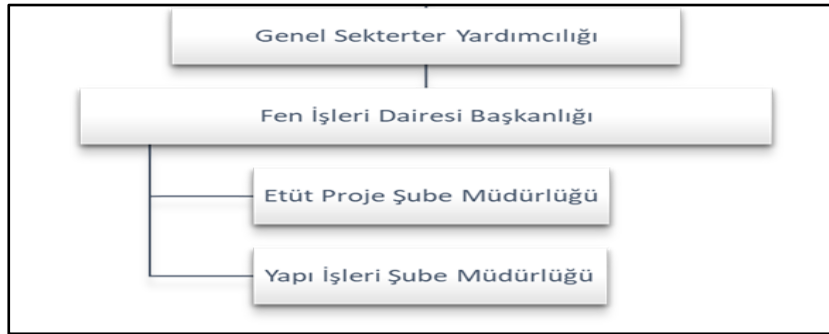 Genel Sekterter Yardımcılığı
Fen İşleri Dairesi Başkanlığı
Etüt Proje Şube Müdürlüğü
Yapı İşleri Şube Müdürlüğü